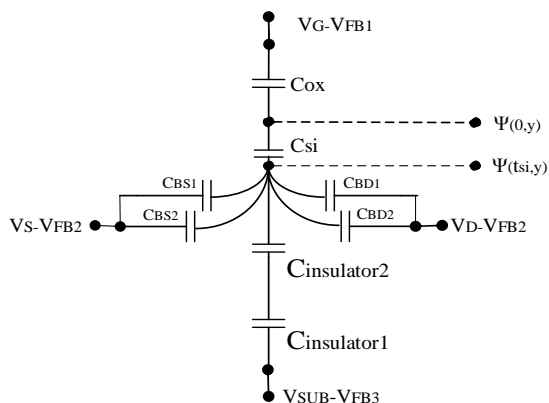 VG-VFB1
Cox
Ψ(0,y)
Csi
Ψ(tsi,y)
CBS1
CBD1
CBS2
CBD2
VS-VFB2
VD-VFB2
Cinsulator2
Cinsulator1
VSUB-VFB3